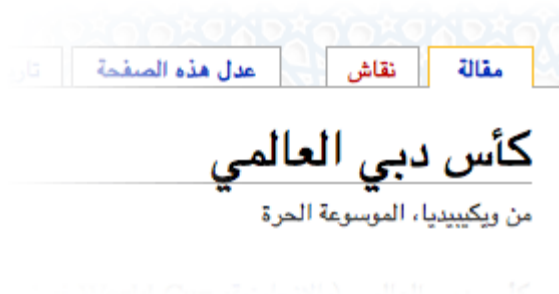 مقالة نقاش عدل هذه الصفحة
كأس دبي العالمي
من ويكيبيديا، الموسوعة الحرة